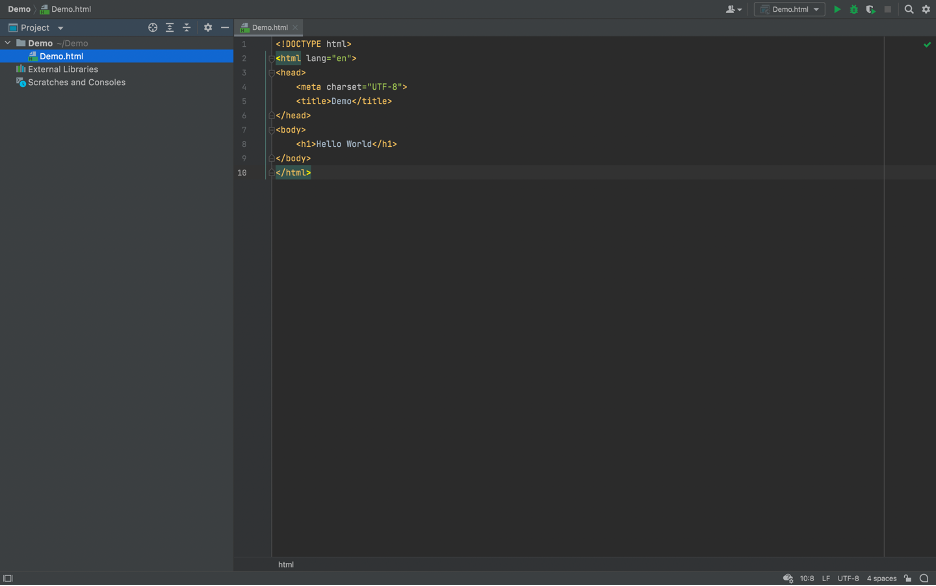 Demo Demo.html
Demo.html
Project
Demo ~/Demo
Demo.html
External Libraries
Scratches and Consoles
Demo.html
1 <!DOCTYPE html>
2 <html lang="en">
3 <head>
4 <meta charset="UTF-8">
5 <title>Demo</title>
6 </head>
7 <body>
8 <h1>Hello World</h1>
9 </body>
10 </html>
html
10:8 LF UTF-8 4 spaces